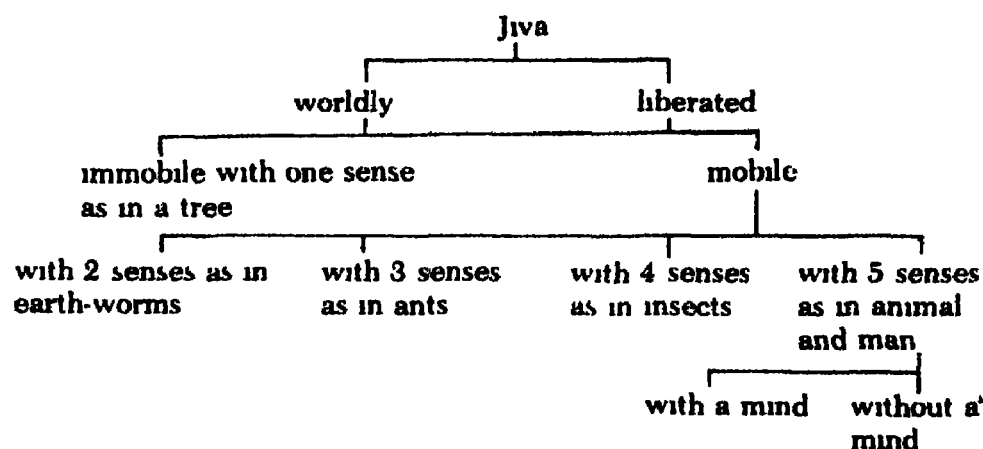 Jiva
worldly liberated
immobile with one sense
as in a tree
mobile
with 2 senses as in
earth-worms
with 3 senses
as in ants
with 4 senses
as in insects
with 5 senses
as in animal
and man
with a mind
without a
mind